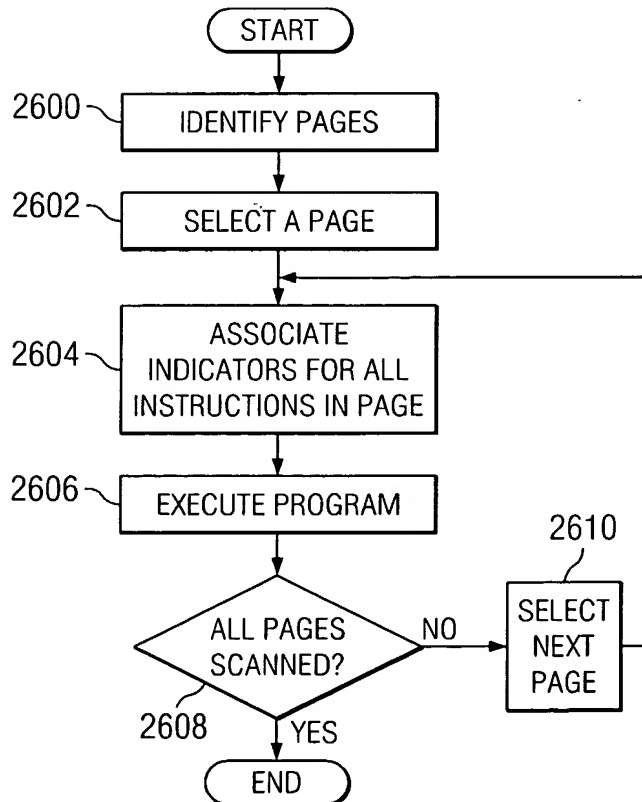 START
2600
IDENTIFY PAGES
2602
SELECT A PAGE
2604
ASSOCIATE
INDICATORS FOR ALL
INSTRUCTIONS IN PAGE
2606
EXECUTE PROGRAM
2610
ALL PAGES
SCANNED?
NO
SELECT
NEXT
PAGE
2608
YES
END